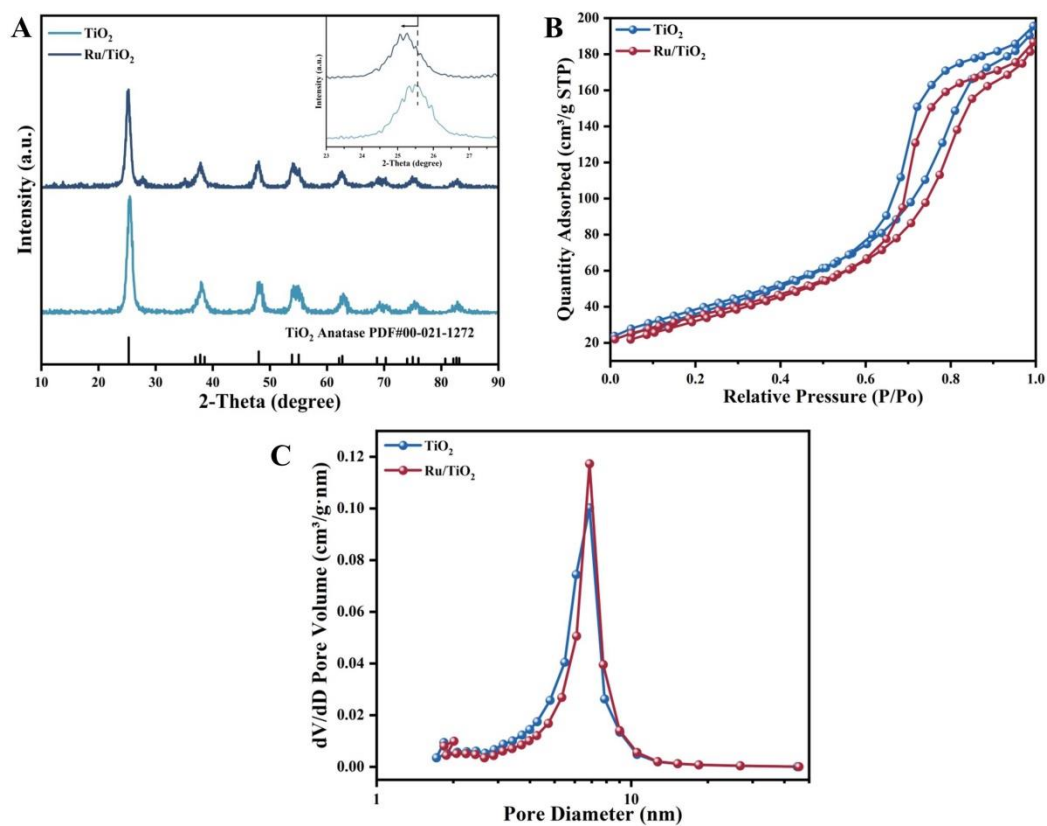 A
TiO₂
Ru/TiO₂
Intensity (a.u.)
23 24 25 26 27
2-Theta (degree)
Intensity (a.u.)
TiO₂ Anatase PDF#00-021-1272
10 20 30 40 50 60 70 80 90
2-Theta (degree)
B
TiO₂
Ru/TiO₂
Quantity Adsorbed (cm³/g STP)
200
180
160
140
120
100
80
60
40
20
0.0 0.2 0.4 0.6 0.8 1.0
Relative Pressure (P/Po)
C
TiO₂
Ru/TiO₂
dV/dD Pore Volume (cm³/g·nm)
0.12
0.10
0.08
0.06
0.04
0.02
0.00
1 10
Pore Diameter (nm)